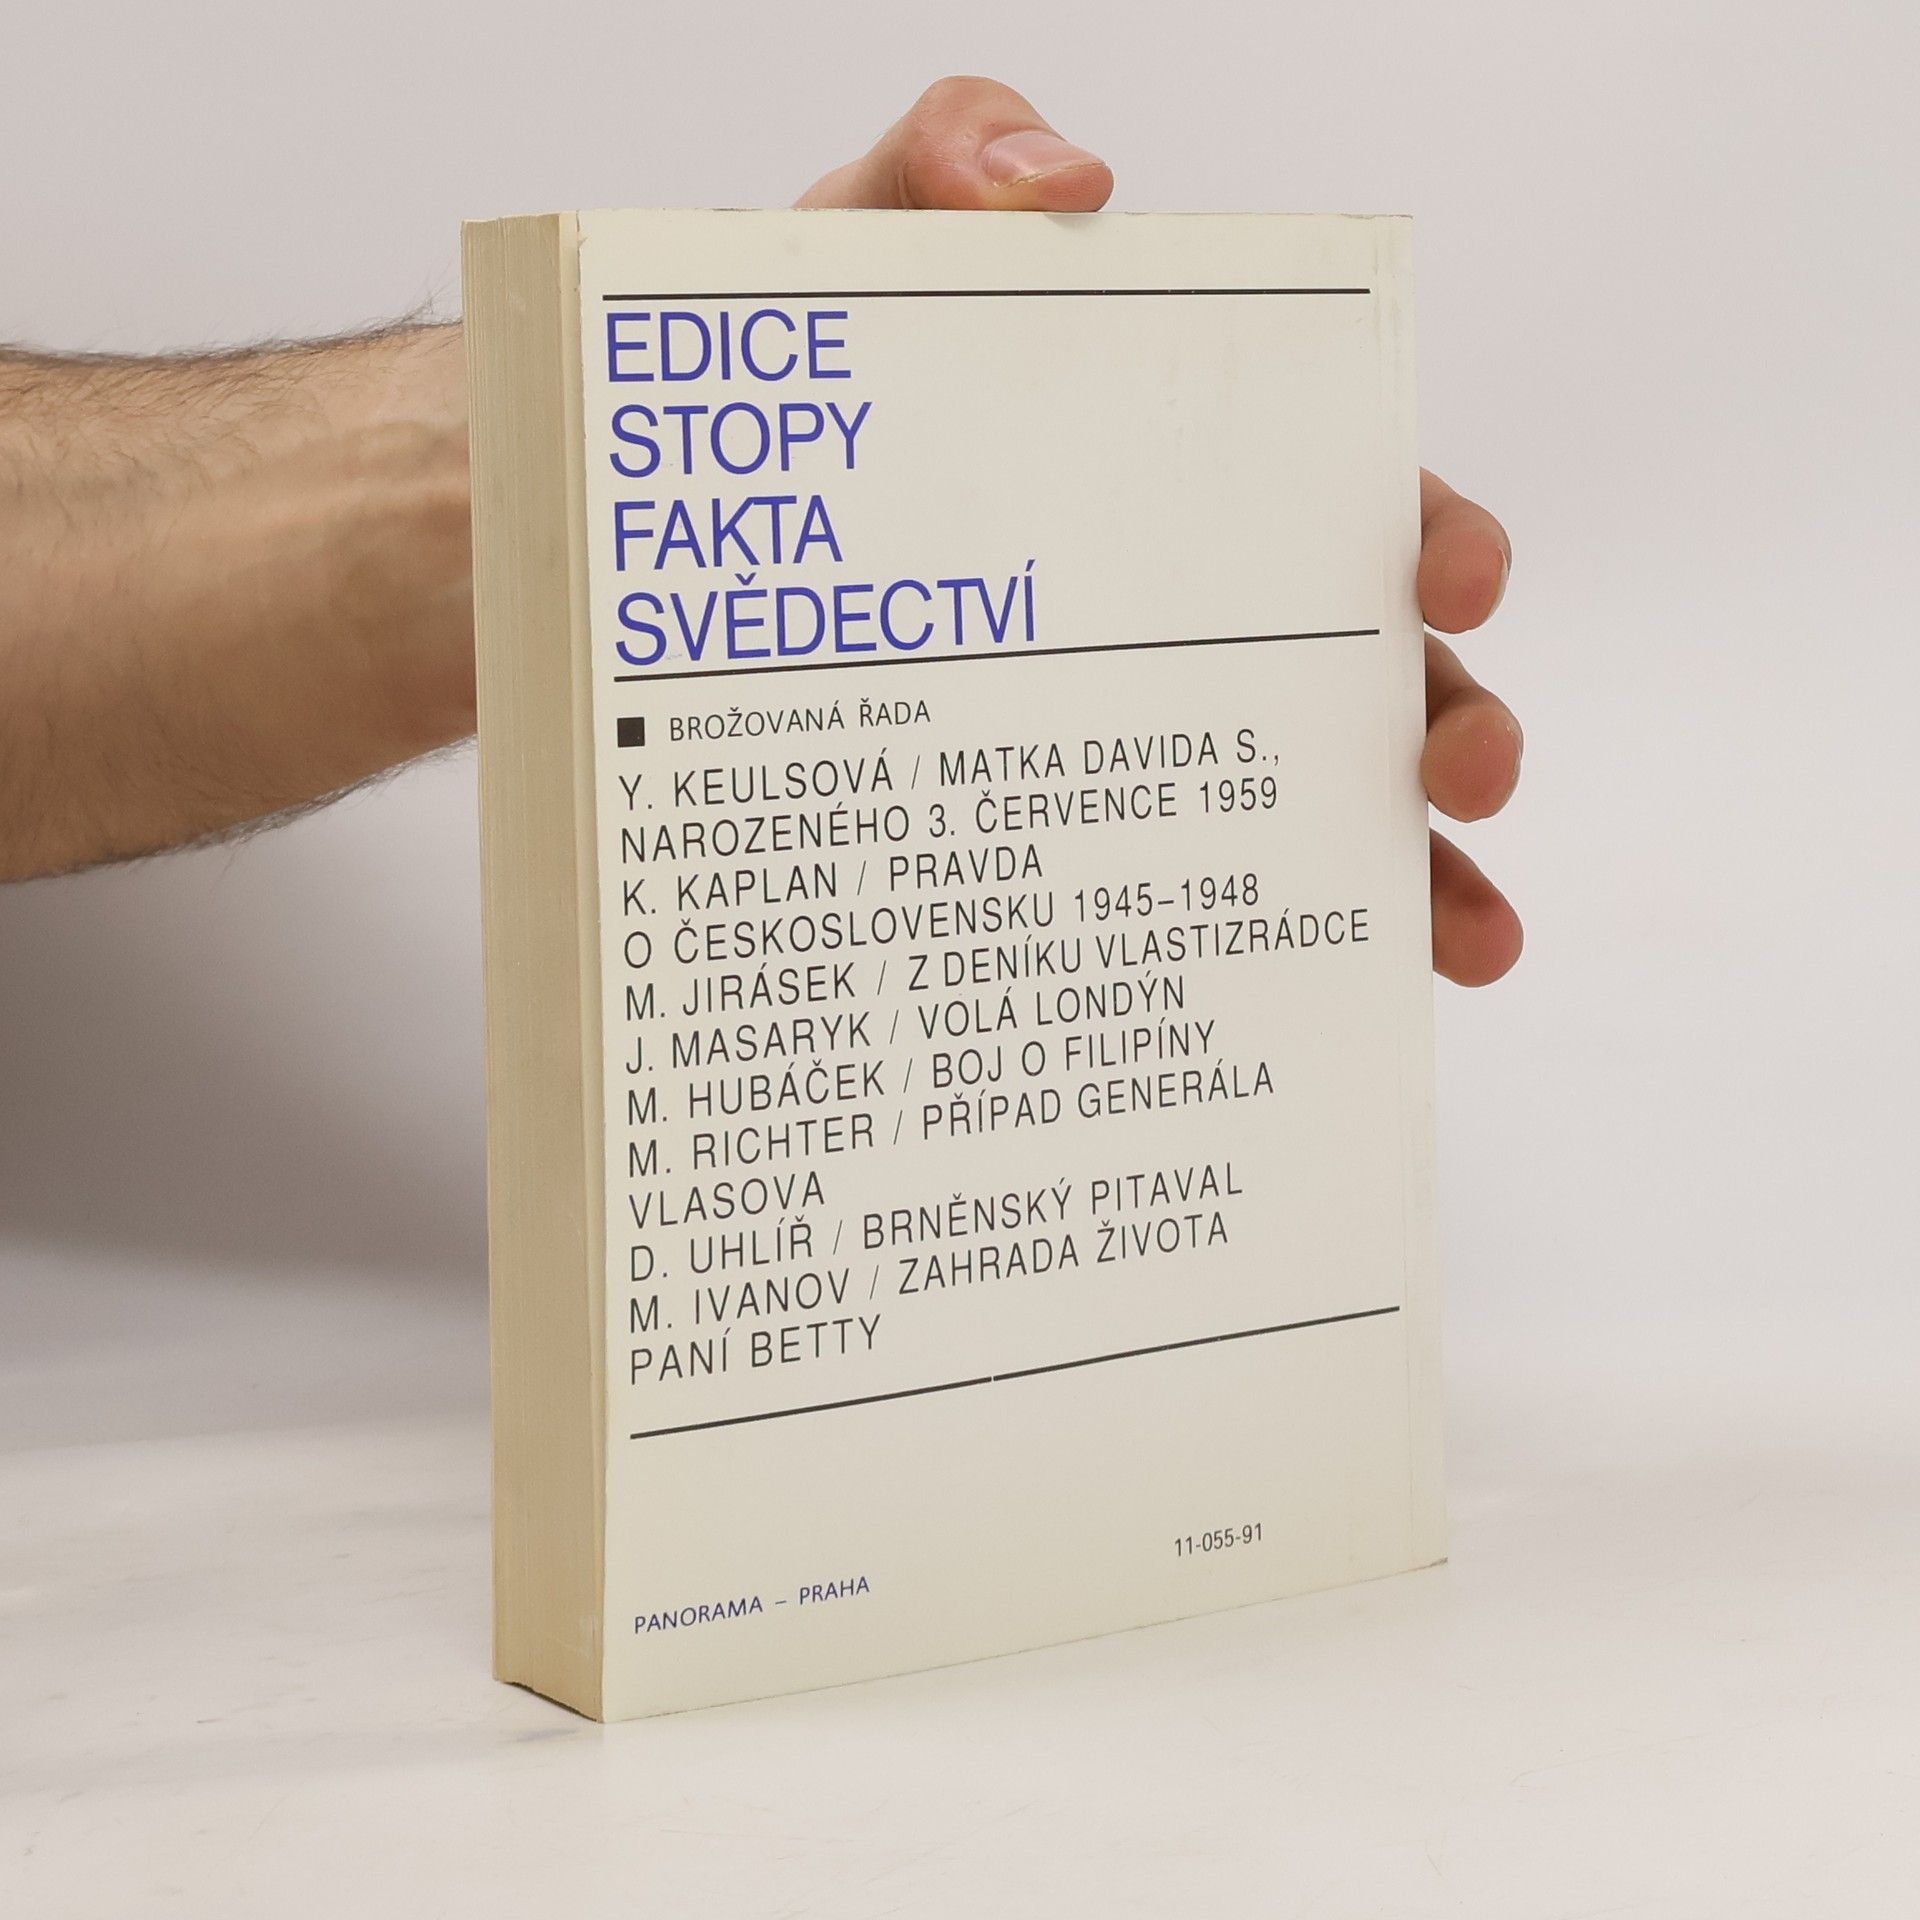 EDICE
STOPY
FAKTA
SVĚDECTVÍ
BROŽOVANÁ ŘADA
Y. KEULSOVÁ / MATKA DAVIDA S.,
NAROZENÉHO 3. ČERVENCE 1959
K. KAPLAN / PRAVDA
O ČESKOSLOVENSKU 1945–1948
M. JIRÁSEK / Z DENÍKU VLASTIZRÁDCE
J. MASARYK / VOLÁ LONDÝN
M. HUBÁČEK / BOJ O FILIPÍNY
M. RICHTER / PŘÍPAD GENERÁLA
VLASOVA
D. UHLÍŘ / BRNĚNSKÝ PITAVAL
M. IVANOV / ZAHRADA ŽIVOTA
PANÍ BETTY
11-055-91
PANORAMA – PRAHA